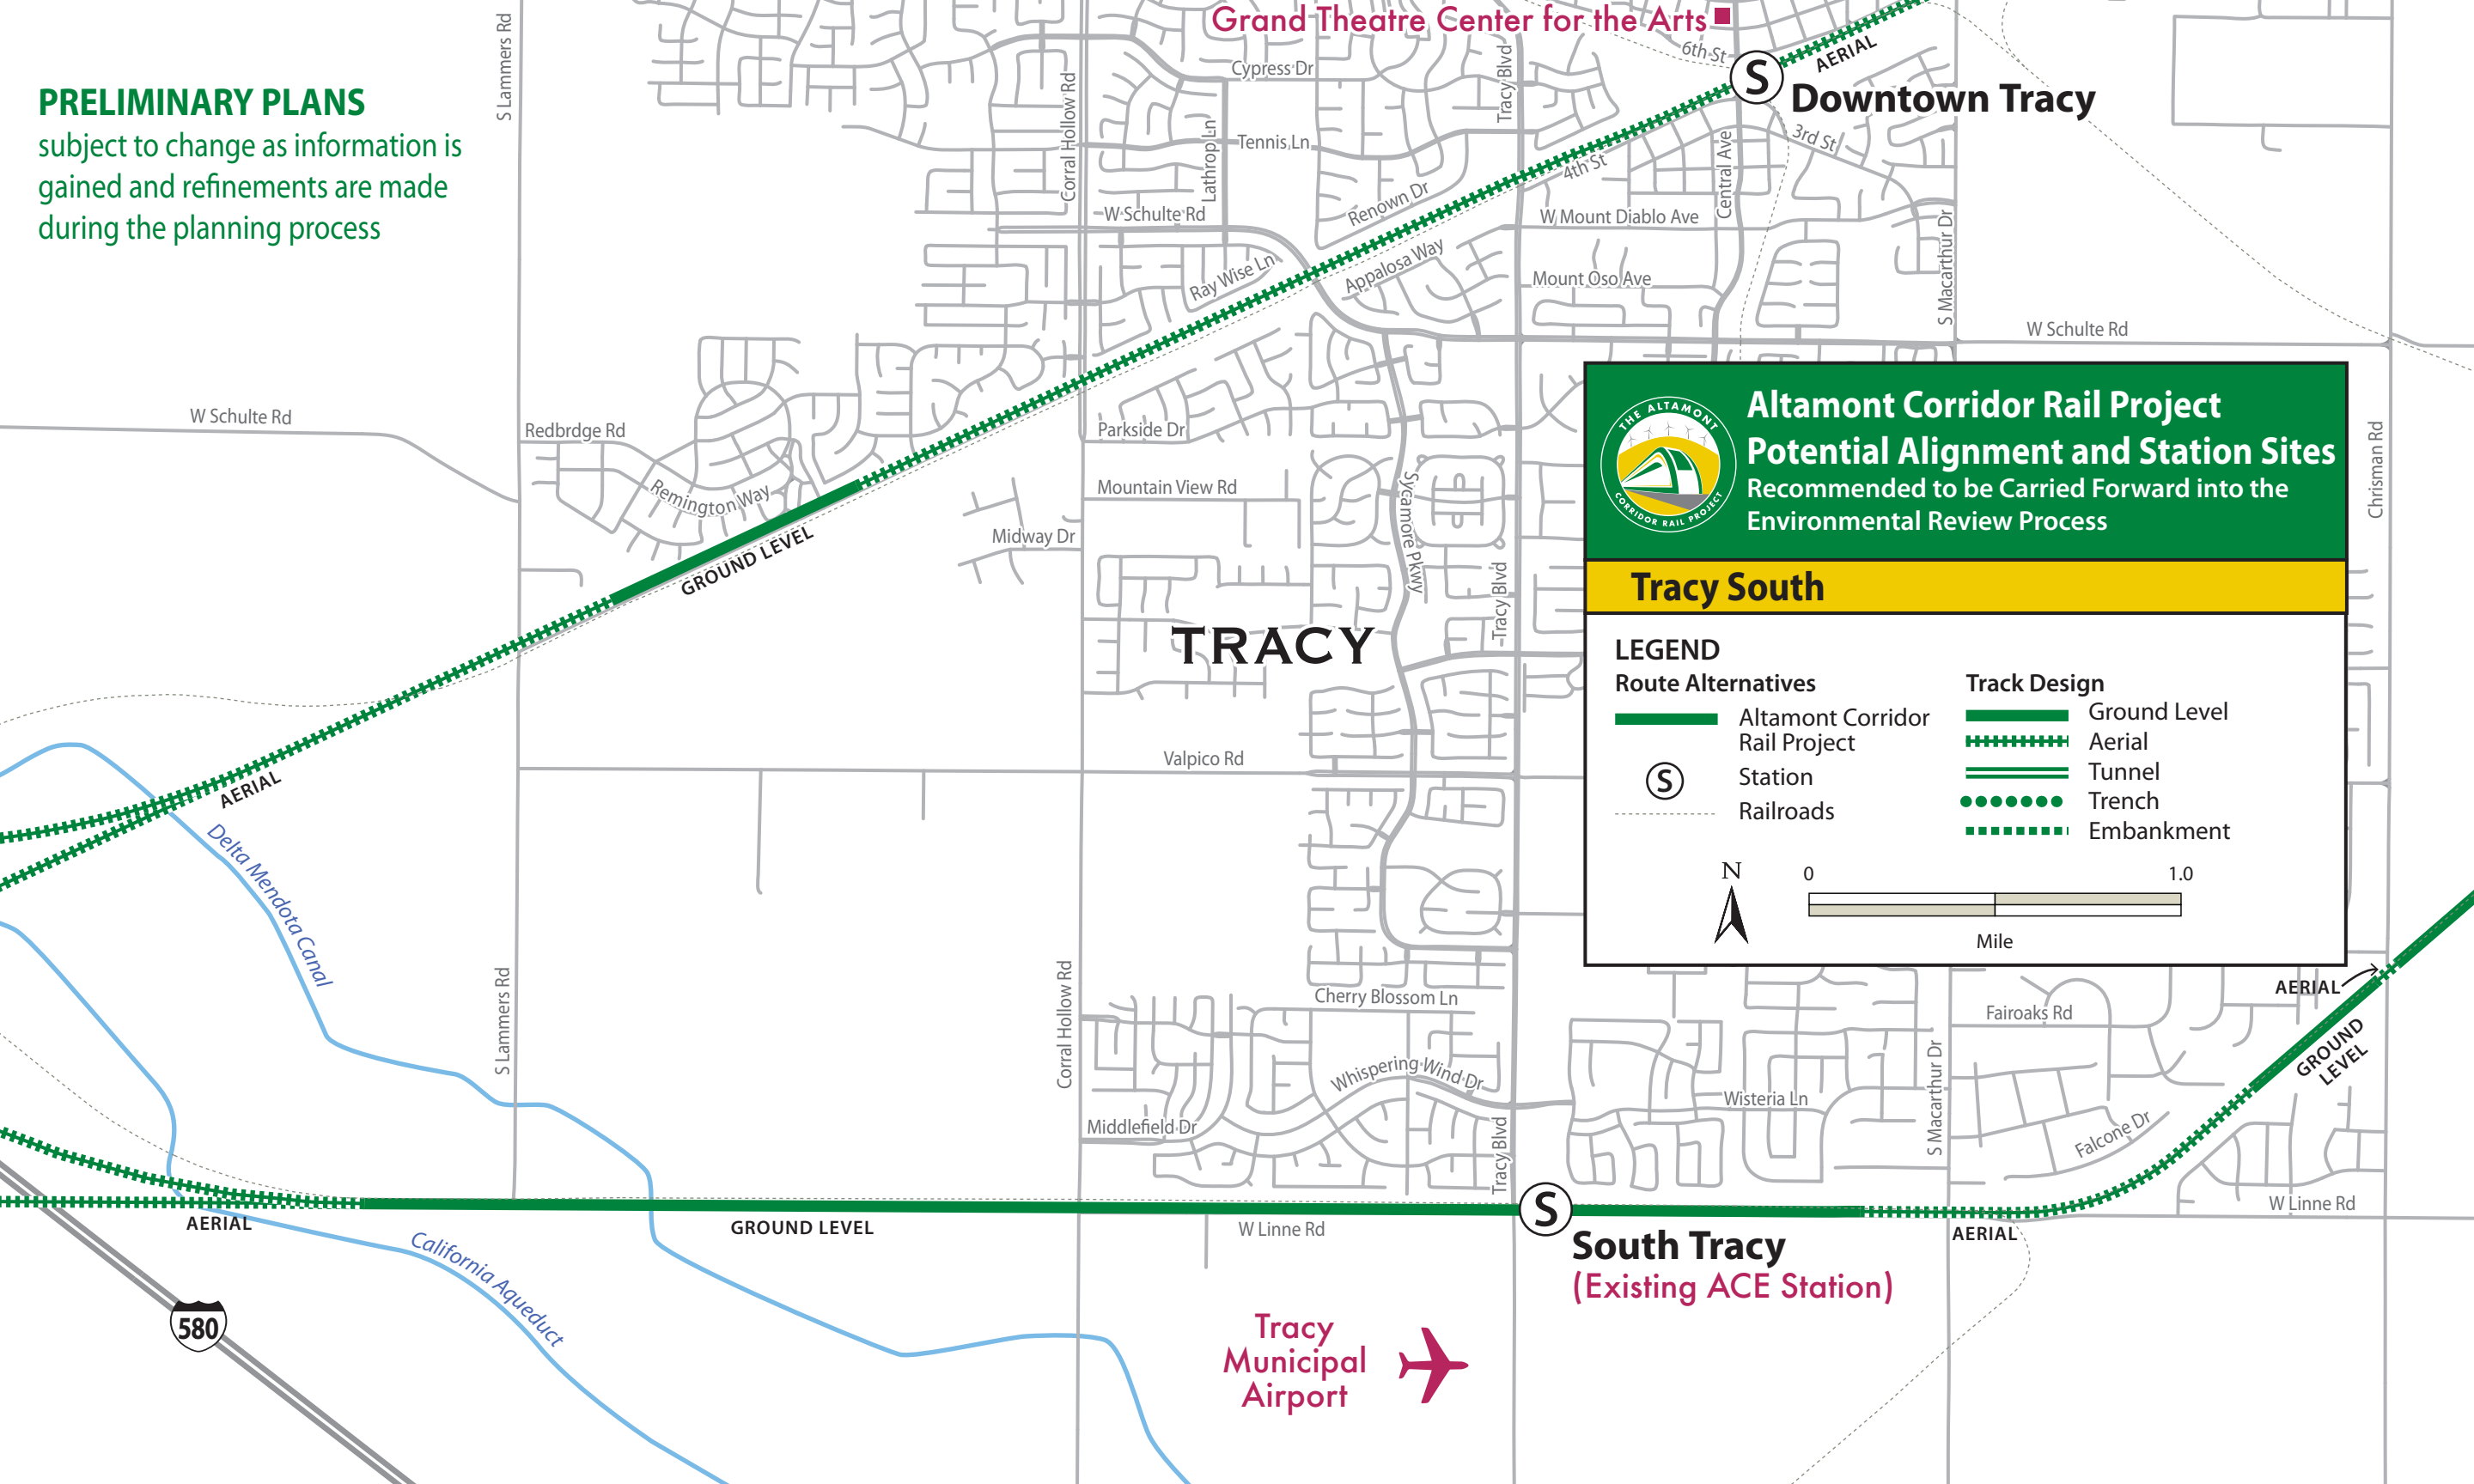 Grand Theatre Center for the Arts
PRELIMINARY PLANS
subject to change as information is
gained and refinements are made
during the planning process
S Lammers Rd
Corral Hollow Rd
Cypress Dr
Lathrop Ln
Tennis Ln
Tracy Blvd
6th St
AERIAL
S
Downtown Tracy
3rd St
4th St
Central Ave
Renown Dr
W Schulte Rd
W Mount Diablo Ave
Ray Wise Ln
Appalosa Way
Mount Oso Ave
S Macarthur Dr
W Schulte Rd
W Schulte Rd
Redbrdge Rd
Parkside Dr
Remington Way
Mountain View Rd
Midway Dr
GROUND LEVEL
Sycamore Pkwy
Tracy Blvd
Chrisman Rd
TRACY
THE ALTAMONT
CORRIDOR RAIL PROJECT
Altamont Corridor Rail Project
Potential Alignment and Station Sites
Recommended to be Carried Forward into the
Environmental Review Process
Tracy South
LEGEND
Route Alternatives
Altamont Corridor
Rail Project
S
Station
Railroads
Track Design
Ground Level
Aerial
Tunnel
Trench
Embankment
N
0
1.0
Mile
Valpico Rd
AERIAL
Delta Mendota Canal
S Lammers Rd
Corral Hollow Rd
Cherry Blossom Ln
Whispering Wind Dr
Middlefield Dr
Tracy Blvd
Wisteria Ln
S Macarthur Dr
Fairoaks Rd
Falcone Dr
AERIAL
GROUND
LEVEL
W Linne Rd
AERIAL
California Aqueduct
GROUND LEVEL
W Linne Rd
S
South Tracy
(Existing ACE Station)
AERIAL
580
Tracy
Municipal
Airport